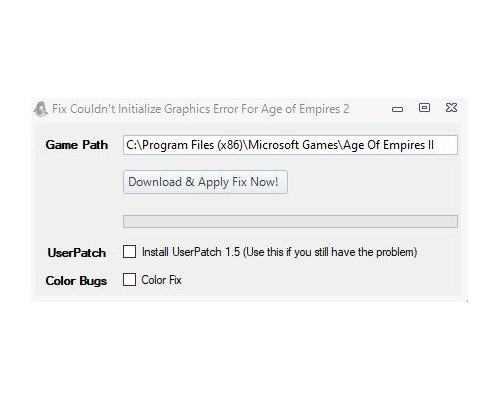 Fix Couldn't Initialize Graphics Error For Age of Empires 2
Game Path C:\Program Files (x86)\Microsoft Games\Age Of Empires II
Download & Apply Fix Now!
UserPatch Install UserPatch 1.5 (Use this if you still have the problem)
Color Bugs Color Fix